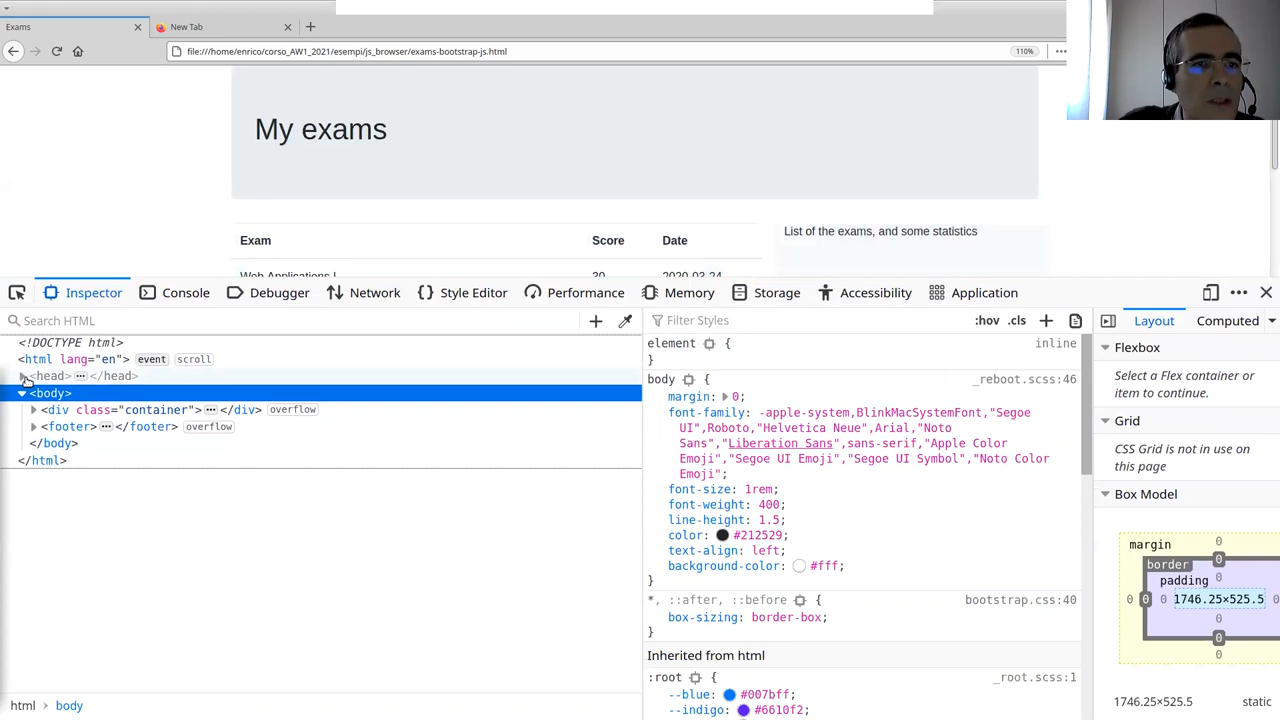 Exams
New Tab
file:///home/enrico/corso_AW1_2021/esempi/js_browser/exams-bootstrap-js.html
110%
My exams
Exam Score Date
List of the exams, and some statistics
Web Applications I 30 2020-03-24
Inspector
Console
Debugger
Network
Style Editor
Performance
Memory
Storage
Accessibility
Application
Search HTML
<!DOCTYPE html>
<html lang="en"> event scroll
<head> ••• </head>
<body>
<div class="container"> ••• </div> overflow
<footer> ••• </footer> overflow
</body>
</html>
html body
Filter Styles :hov .cls
element { inline
}
body { _reboot.scss:46
margin: 0;
font-family: -apple-system,BlinkMacSystemFont,"Segoe
UI",Roboto,"Helvetica Neue",Arial,"Noto
Sans","Liberation Sans",sans-serif,"Apple Color
Emoji","Segoe UI Emoji","Segoe UI Symbol","Noto Color
Emoji";
font-size: 1rem;
font-weight: 400;
line-height: 1.5;
color: #212529;
text-align: left;
background-color: #fff;
}
*, ::after, ::before { bootstrap.css:40
box-sizing: border-box;
}
Inherited from html
:root { _root.scss:1
--blue: #007bff;
--indigo: #6610f2;
Layout Computed
Flexbox
Select a Flex container or
item to continue.
Grid
CSS Grid is not in use on
this page
Box Model
margin 0
border 0
padding 0
0 0 0 1746.25×525.5 0
0
0
0
1746.25×525.5 static